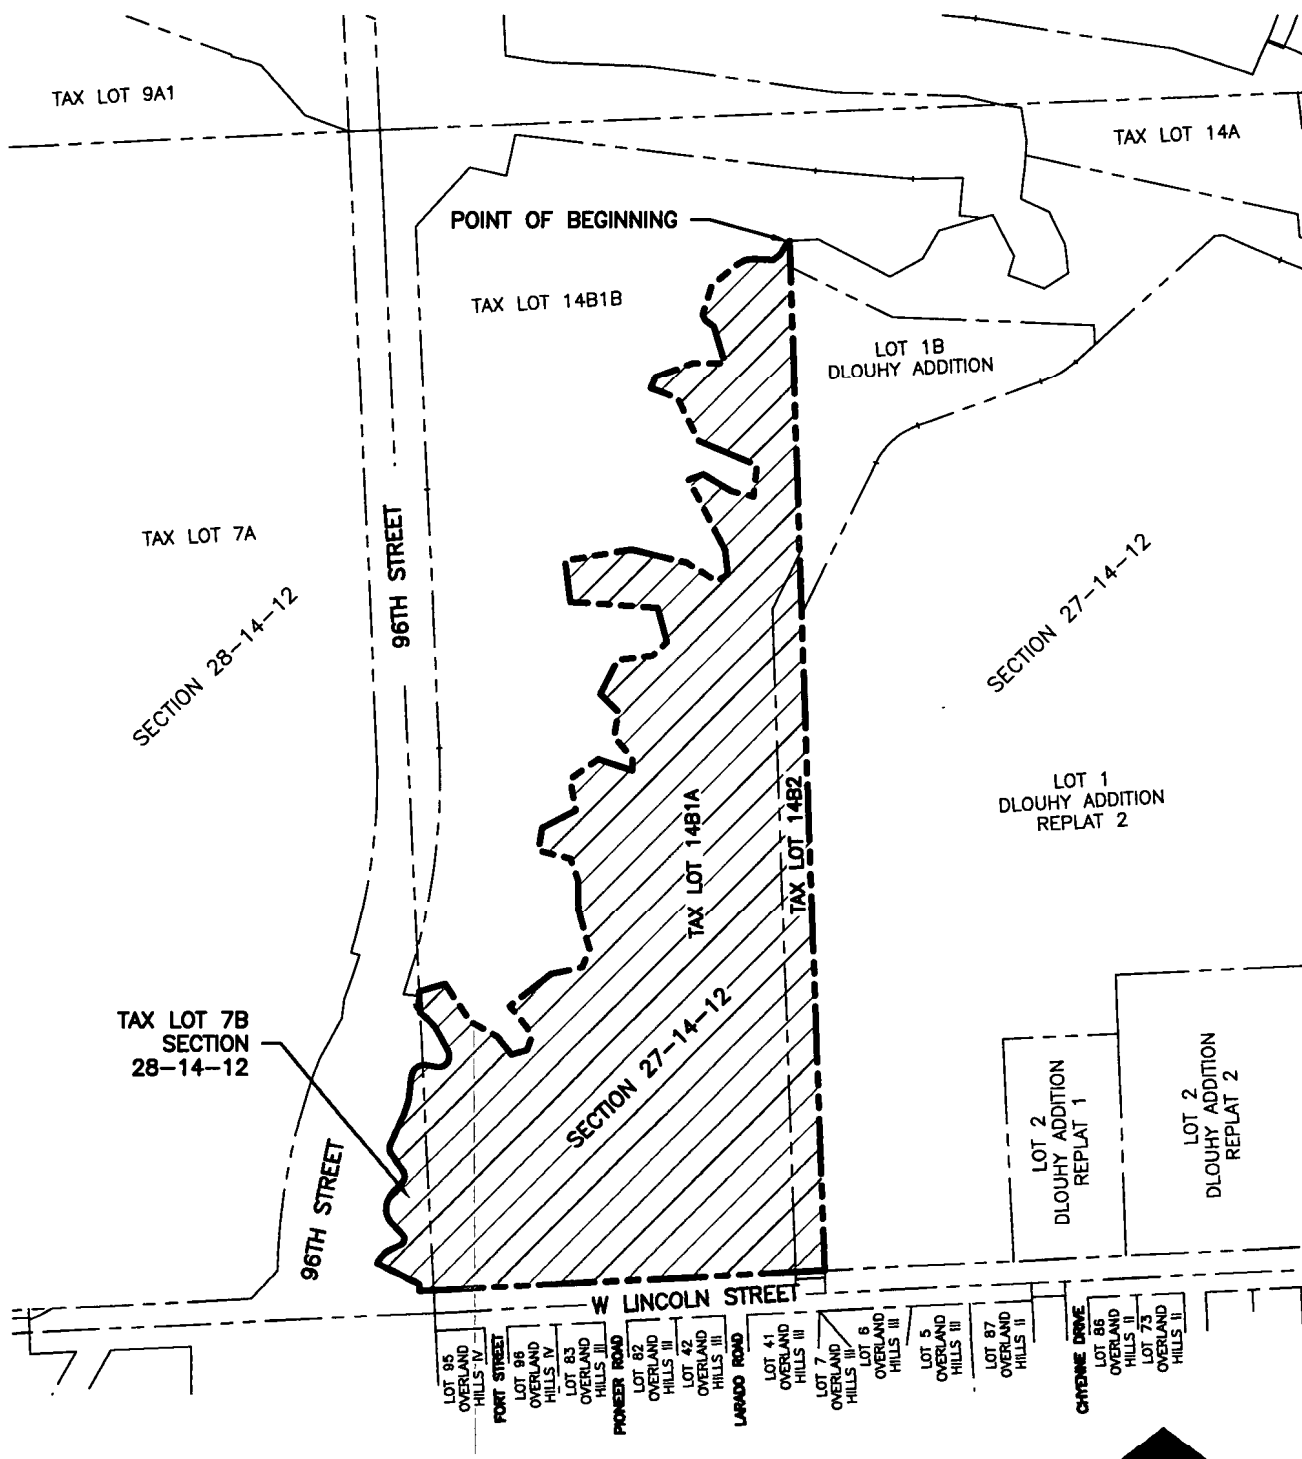 TAX LOT 9A1
TAX LOT 14A
POINT OF BEGINNING
TAX LOT 14B1B
LOT 1B
DLOUHY ADDITION
TAX LOT 7A
96TH STREET
SECTION 28-14-12
SECTION 27-14-12
LOT 1
DLOUHY ADDITION
REPLAT 2
TAX LOT 14B1A
TAX LOT 14B2
TAX LOT 7B
SECTION
28-14-12
SECTION 27-14-12
LOT 2
DLOUHY ADDITION
REPLAT 1
LOT 2
DLOUHY ADDITION
REPLAT 2
96TH STREET
W LINCOLN STREET
LOT 95
OVERLAND
HILLS IV
FORT STREET
LOT 96
OVERLAND
HILLS IV
LOT 83
OVERLAND
HILLS III
PIONEER ROAD
LOT 82
OVERLAND
HILLS III
LOT 42
OVERLAND
HILLS III
LARADO ROAD
LOT 41
OVERLAND
HILLS III
LOT 7
OVERLAND
HILLS III
LOT 6
OVERLAND
HILLS III
LOT 5
OVERLAND
HILLS III
LOT 87
OVERLAND
HILLS II
CHYENNE DRIVE
LOT 86
OVERLAND
HILLS II
LOT 73
OVERLAND
HILLS II